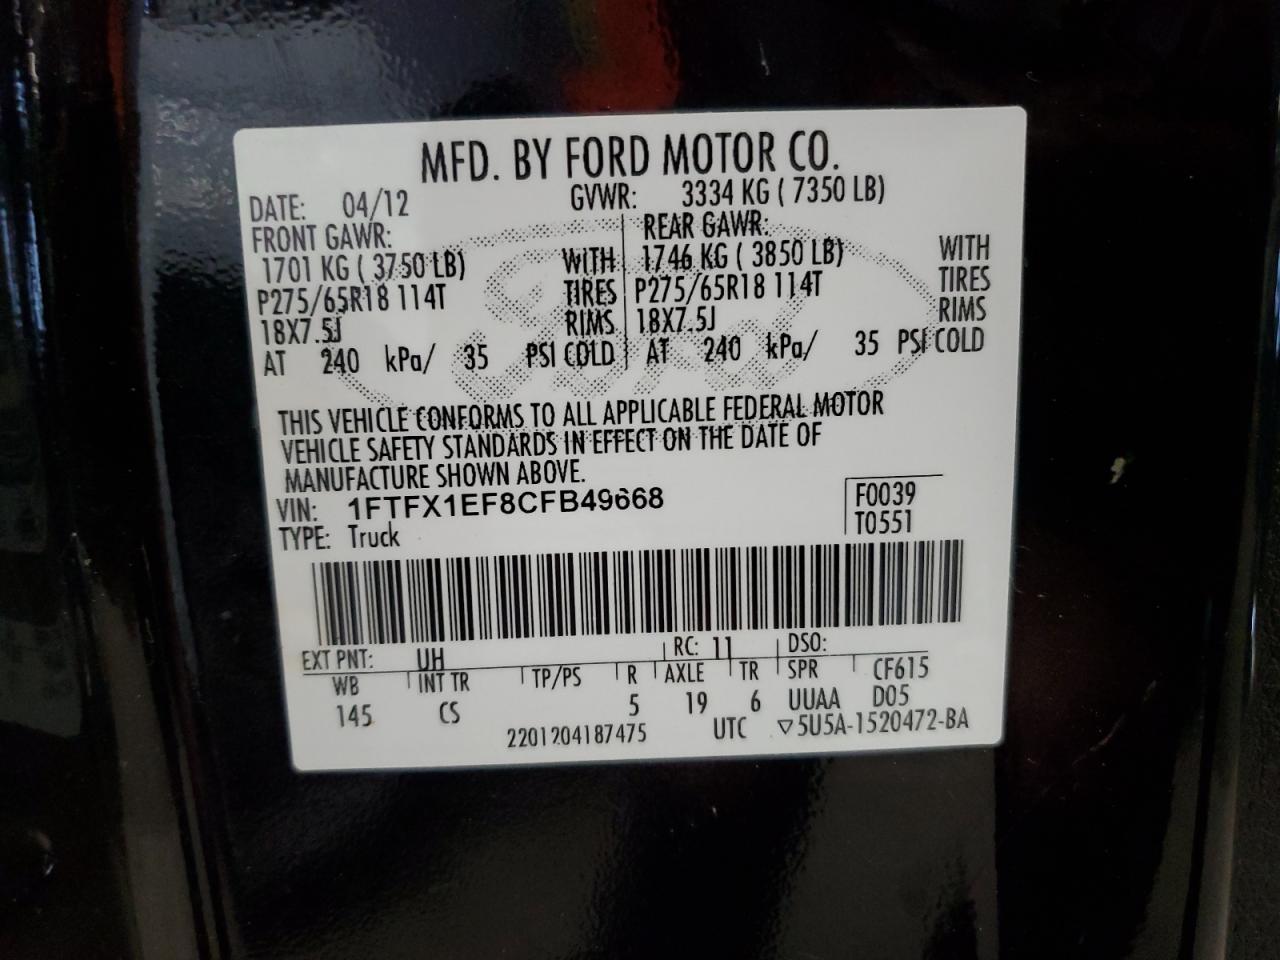 MFD. BY FORD MOTOR CO.
DATE: 04/12 GVWR: 3334 KG ( 7350 LB)
FRONT GAWR: REAR GAWR:
1701 KG ( 3750 LB) WITH 1746 KG ( 3850 LB) WITH
P275/65R18 114T TIRES P275/65R18 114T TIRES
18X7.5J RIMS 18X7.5J RIMS
AT 240 kPa/ 35 PSI COLD AT 240 kPa/ 35 PSI COLD
THIS VEHICLE CONFORMS TO ALL APPLICABLE FEDERAL MOTOR
VEHICLE SAFETY STANDARDS IN EFFECT ON THE DATE OF
MANUFACTURE SHOWN ABOVE.
VIN: 1FTFX1EF8CFB49668 F0039
TYPE: Truck T0551
EXT PNT: UH RC: 11 DSO:
WB INT TR TP/PS R AXLE TR SPR CF615
145 CS 5 19 6 UUAA D05
2201204187475 UTC ▽5U5A-1520472-BA